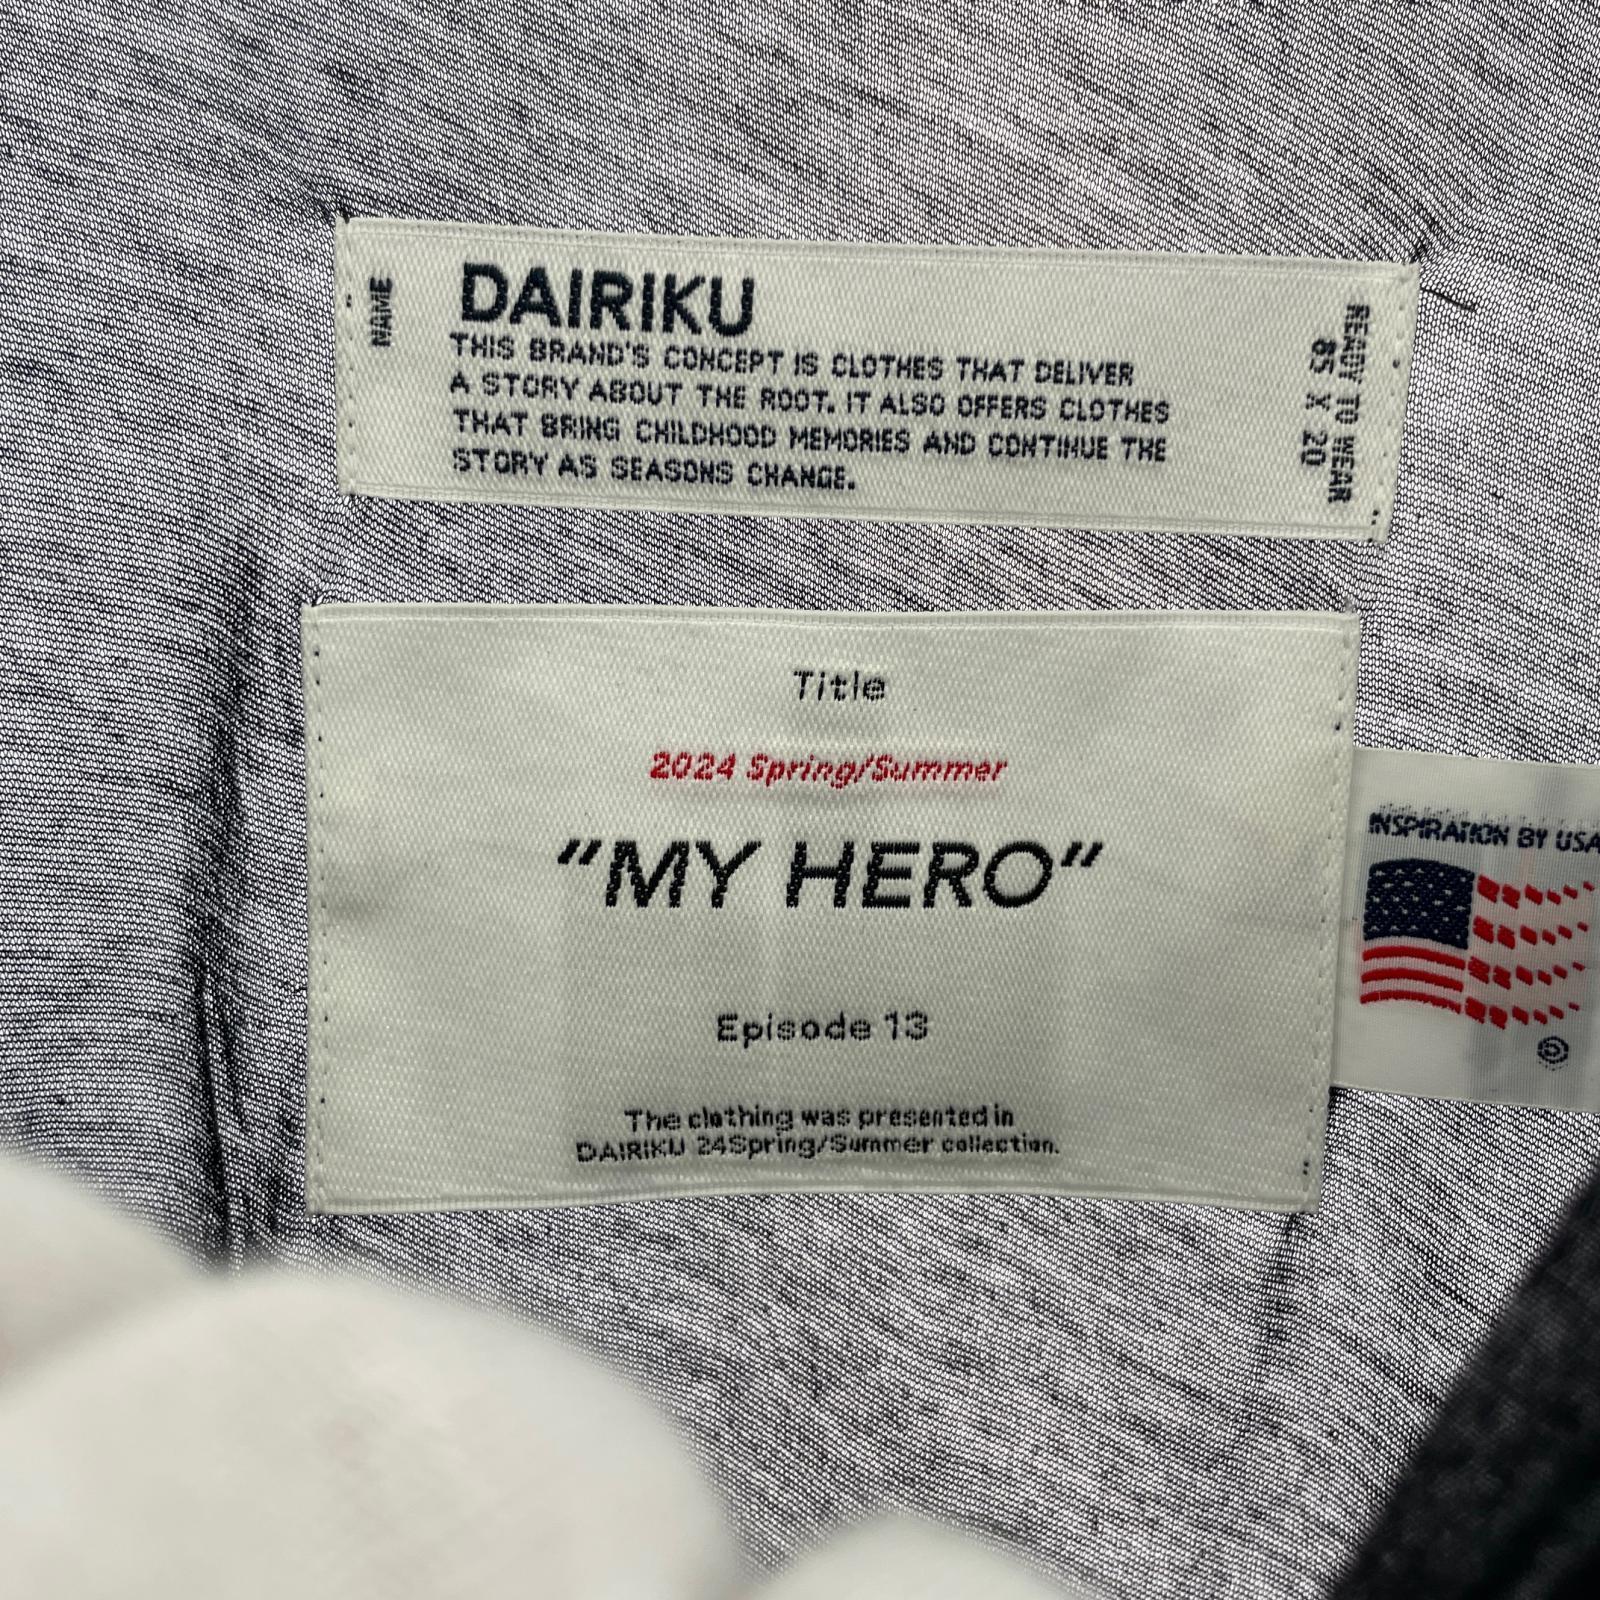 NAME
DAIRIKU
THIS BRAND'S CONCEPT IS CLOTHES THAT DELIVER
A STORY ABOUT THE ROOT. IT ALSO OFFERS CLOTHES
THAT BRING CHILDHOOD MEMORIES AND CONTINUE THE
STORY AS SEASONS CHANGE.
READY TO WEAR
85 X 20
Title
2024 Spring/Summer
"MY HERO"
Episode 13
The clothing was presented in
DAIRIKU 24Spring/Summer collection.
INSPIRATION BY USA